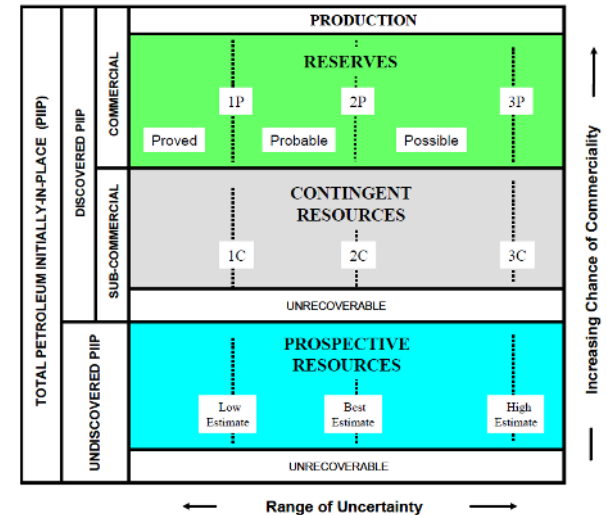 TOTAL PETROLEUM INITIALLY-IN-PLACE (PIIP)
DISCOVERED PIIP
UNDISCOVERED PIIP
COMMERCIAL
SUB-COMMERCIAL
PRODUCTION
RESERVES
1P 2P 3P
Proved Probable Possible
CONTINGENT
RESOURCES
1C 2C 3C
UNRECOVERABLE
PROSPECTIVE
RESOURCES
Low Best High
Estimate Estimate Estimate
UNRECOVERABLE
Increasing Chance of Commerciality
Range of Uncertainty